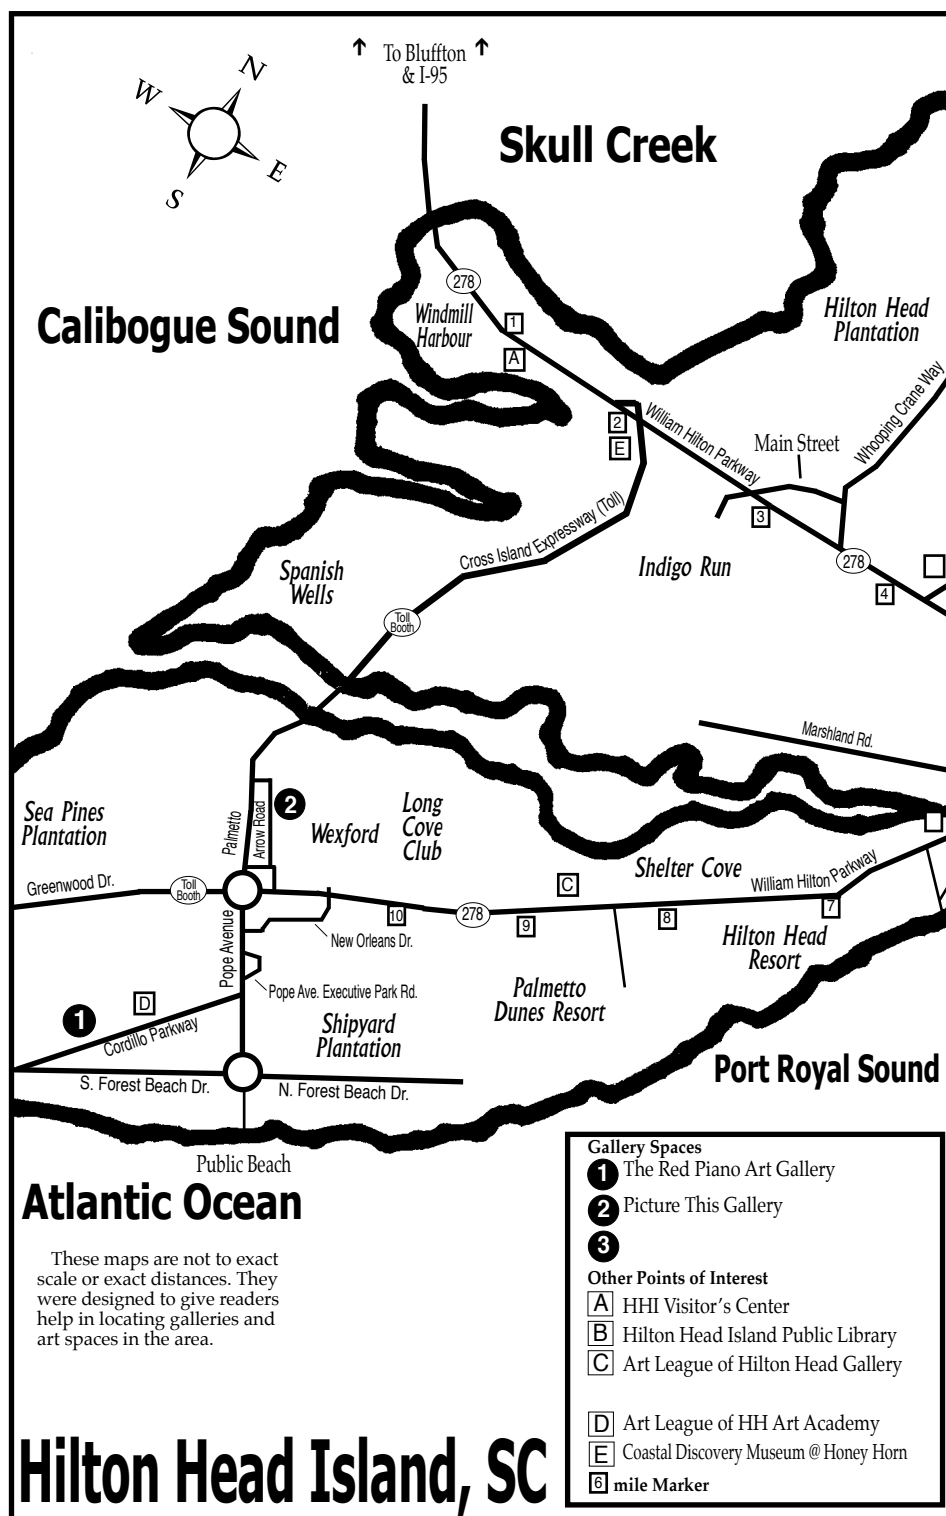 To Bluffton
& I-95
N
W
E
S
Skull Creek
278
Calibogue Sound
Windmill
Harbour
1
A
Hilton Head
Plantation
2
E
William Hilton Parkway
Main Street
Whooping Crane Way
3
Cross Island Expressway (Toll)
Indigo Run
278
4
Spanish
Wells
Toll
Booth
Marshland Rd.
Sea Pines
Plantation
Palmetto
Arrow Road
2
Wexford
Long
Cove
Club
Shelter Cove
William Hilton Parkway
Greenwood Dr.
Toll
Booth
C
10
278
9
8
7
Pope Avenue
New Orleans Dr.
Hilton Head
Resort
Pope Ave. Executive Park Rd.
Palmetto
Dunes Resort
D
1
Cordillo Parkway
Shipyard
Plantation
Port Royal Sound
S. Forest Beach Dr.
N. Forest Beach Dr.
Public Beach
Atlantic Ocean
These maps are not to exact
scale or exact distances. They
were designed to give readers
help in locating galleries and
art spaces in the area.
Gallery Spaces
1 The Red Piano Art Gallery
2 Picture This Gallery
3
Other Points of Interest
A HHI Visitor's Center
B Hilton Head Island Public Library
C Art League of Hilton Head Gallery
D Art League of HH Art Academy
E Coastal Discovery Museum @ Honey Horn
6 mile Marker
Hilton Head Island, SC